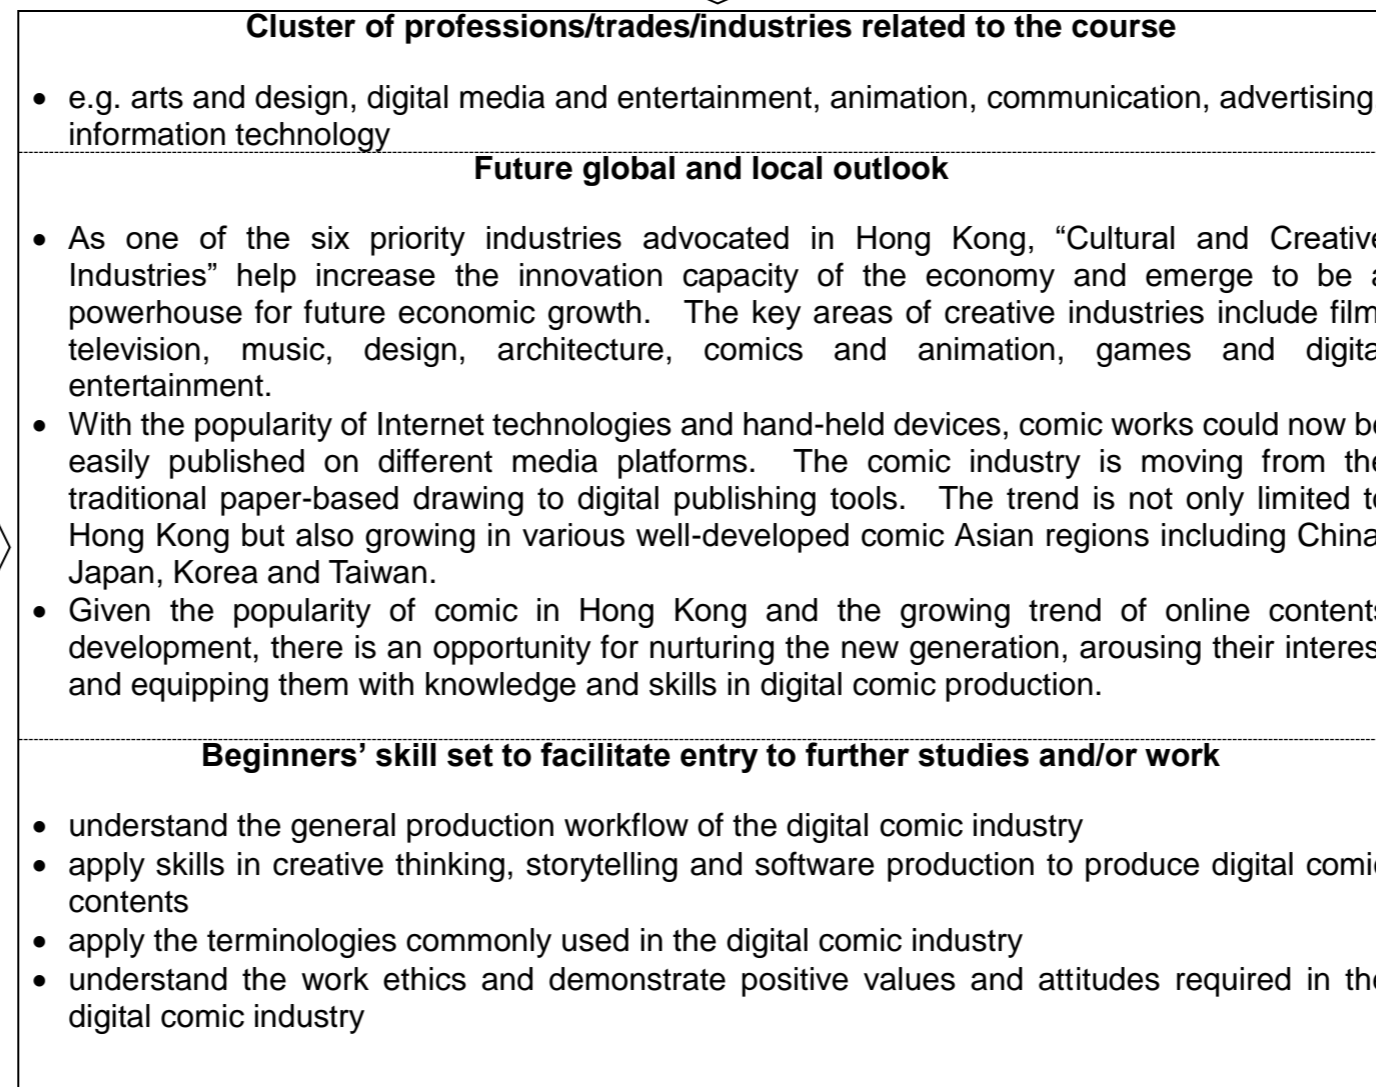 Cluster of professions/trades/industries related to the course
• e.g. arts and design, digital media and entertainment, animation, communication, advertising,
information technology
Future global and local outlook
• As one of the six priority industries advocated in Hong Kong, “Cultural and Creative
Industries” help increase the innovation capacity of the economy and emerge to be a
powerhouse for future economic growth. The key areas of creative industries include film,
television, music, design, architecture, comics and animation, games and digital
entertainment.
• With the popularity of Internet technologies and hand-held devices, comic works could now be
easily published on different media platforms. The comic industry is moving from the
traditional paper-based drawing to digital publishing tools. The trend is not only limited to
Hong Kong but also growing in various well-developed comic Asian regions including China,
Japan, Korea and Taiwan.
• Given the popularity of comic in Hong Kong and the growing trend of online contents
development, there is an opportunity for nurturing the new generation, arousing their interest
and equipping them with knowledge and skills in digital comic production.
Beginners’ skill set to facilitate entry to further studies and/or work
• understand the general production workflow of the digital comic industry
• apply skills in creative thinking, storytelling and software production to produce digital comic
contents
• apply the terminologies commonly used in the digital comic industry
• understand the work ethics and demonstrate positive values and attitudes required in the
digital comic industry